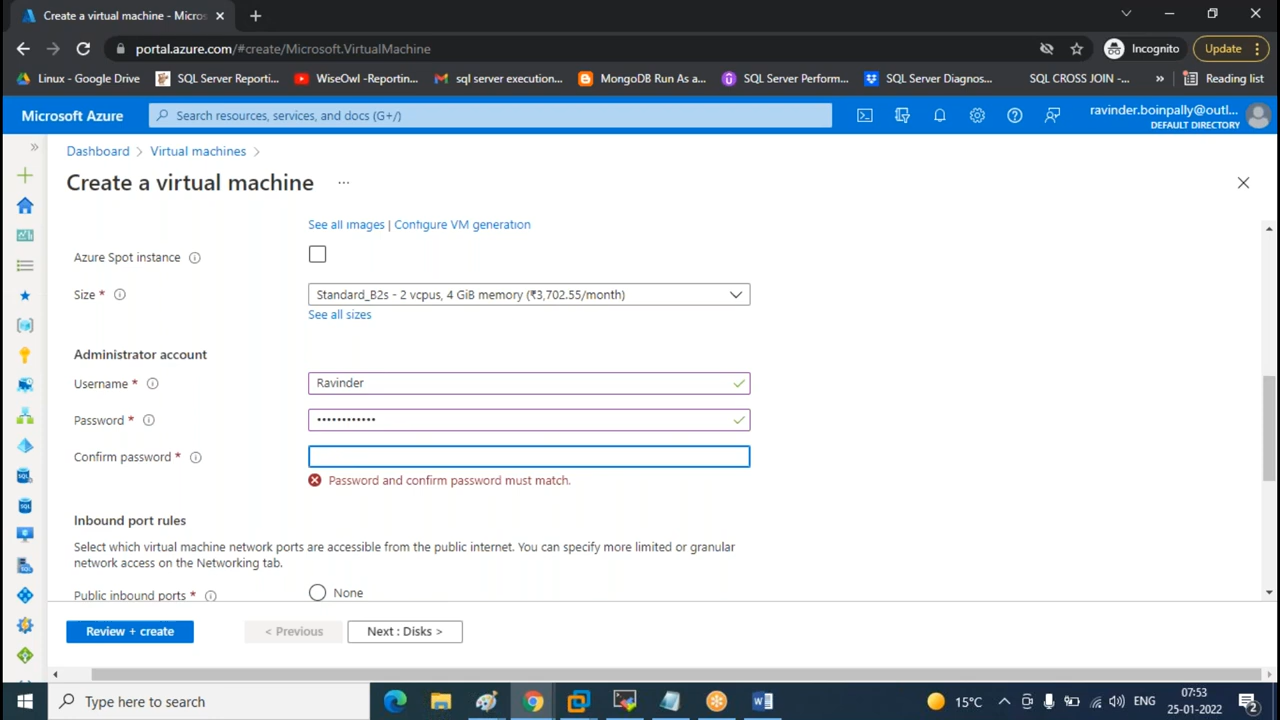 Create a virtual machine - Micros
portal.azure.com/#create/Microsoft.VirtualMachine
Incognito
Update
Linux - Google Drive
SQL Server Reporti...
WiseOwl -Reportin...
sql server execution...
MongoDB Run As a...
SQL Server Perform...
SQL Server Diagnos...
SQL CROSS JOIN -...
»
Reading list
Microsoft Azure
Search resources, services, and docs (G+/)
ravinder.boinpally@outl...
DEFAULT DIRECTORY
Dashboard > Virtual machines >
Create a virtual machine ...
See all images | Configure VM generation
Azure Spot instance
Size *
Standard_B2s - 2 vcpus, 4 GiB memory (₹3,702.55/month)
See all sizes
Administrator account
Username *
Ravinder
Password *
••••••••••••
Confirm password *
Password and confirm password must match.
Inbound port rules
Select which virtual machine network ports are accessible from the public internet. You can specify more limited or granular
network access on the Networking tab.
Public inbound ports *
None
Review + create
< Previous
Next : Disks >
Type here to search
15°C
ENG
07:53
25-01-2022
2